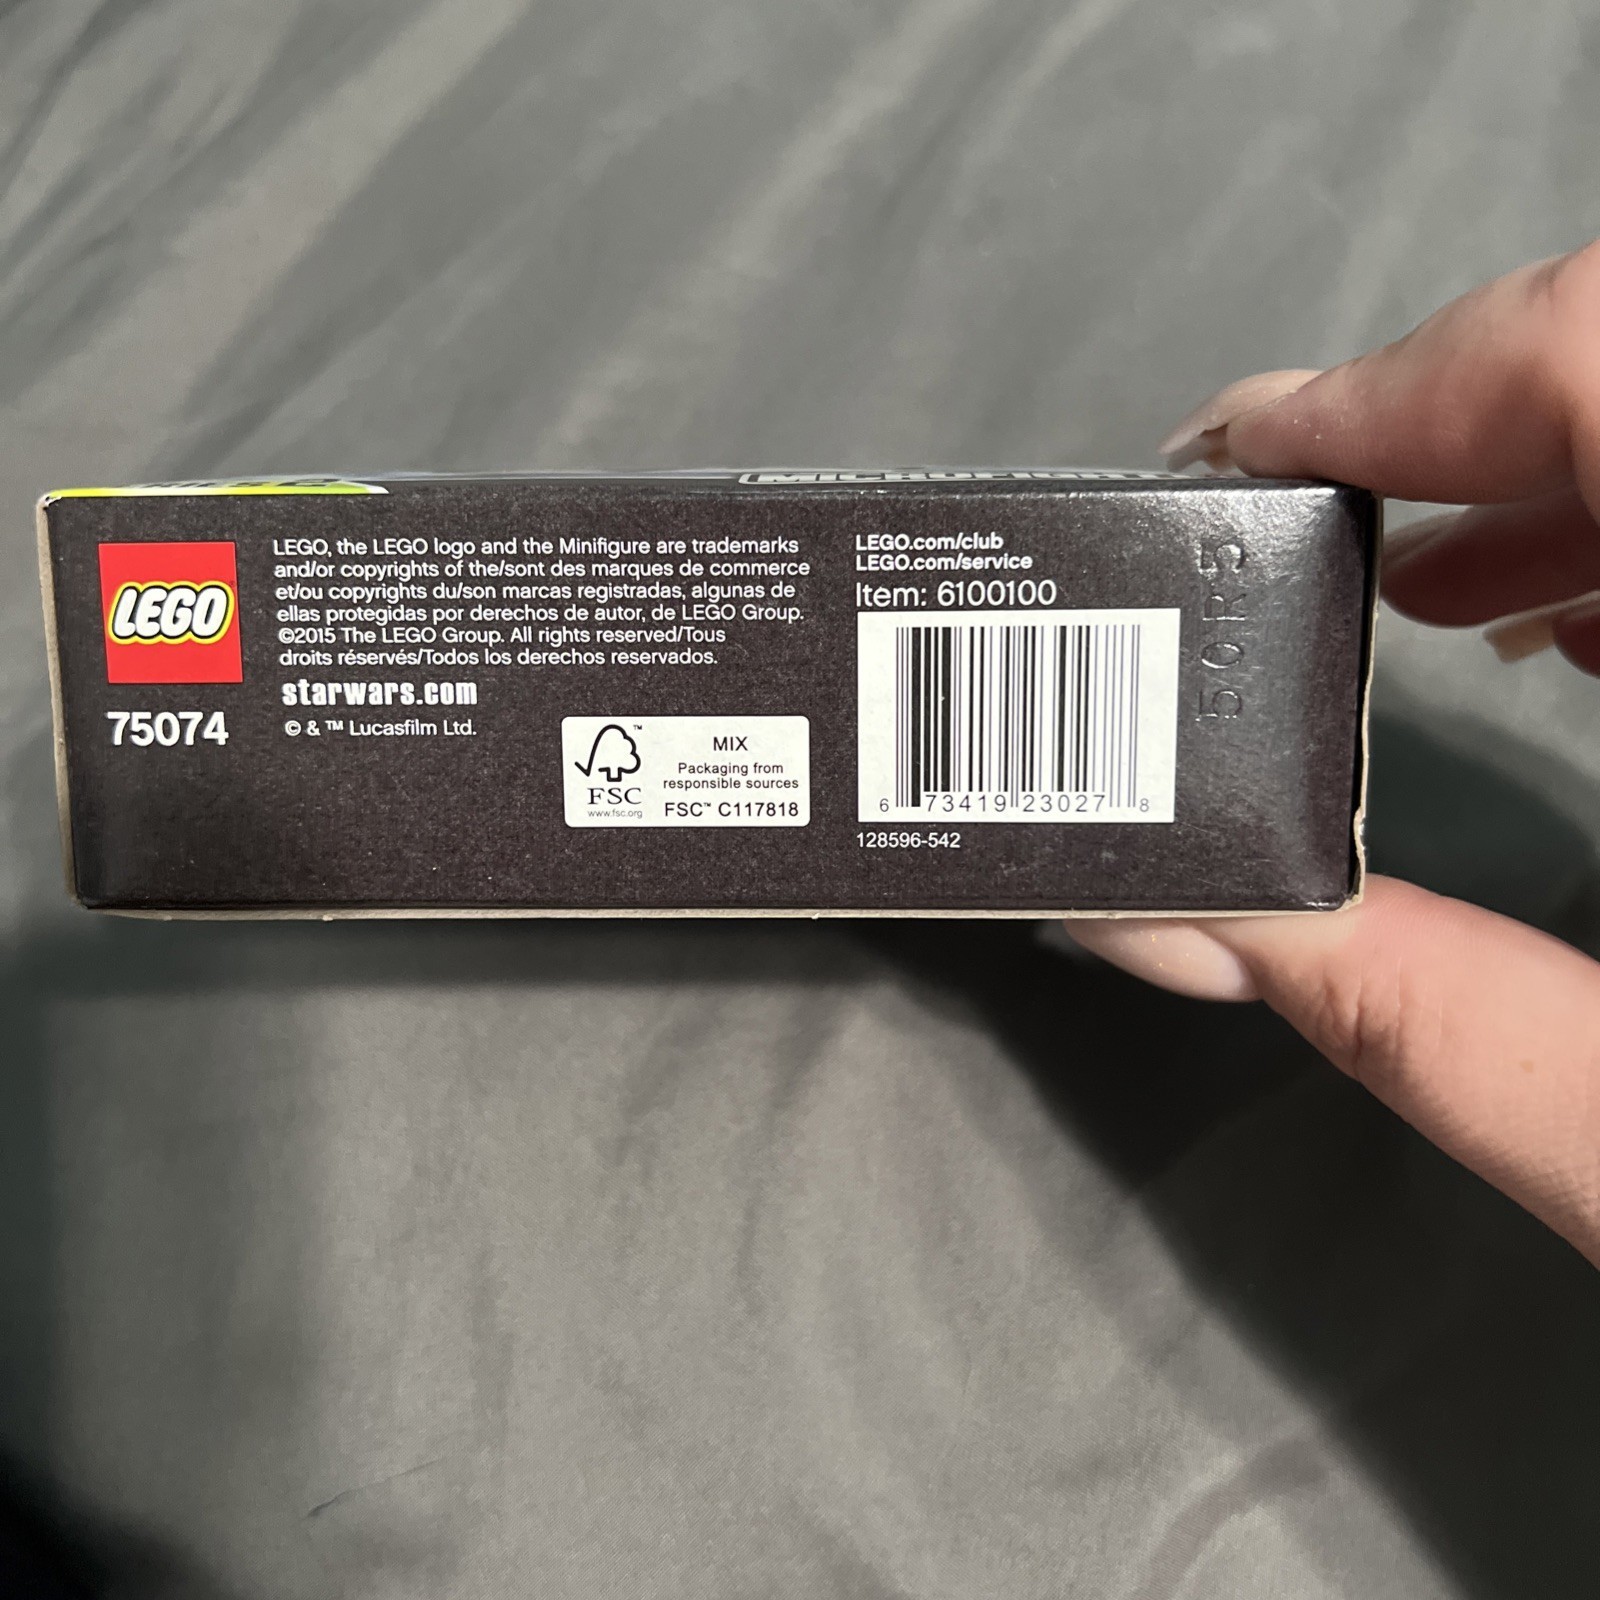 LEGO
75074
LEGO, the LEGO logo and the Minifigure are trademarks
and/or copyrights of the/sont des marques de commerce
et/ou copyrights du/son marcas registradas, algunas de
ellas protegidas por derechos de autor, de LEGO Group.
©2015 The LEGO Group. All rights reserved/Tous
droits réservés/Todos los derechos reservados.
starwars.com
© & ™ Lucasfilm Ltd.
FSC™
www.fsc.org
MIX
Packaging from
responsible sources
FSC™ C117818
LEGO.com/club
LEGO.com/service
Item: 6100100
6 73419 23027 8
128596-542
50R5